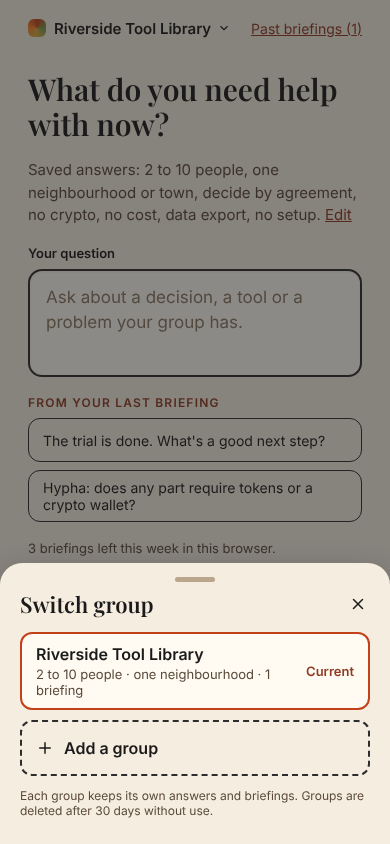 Riverside Tool Library
Past briefings (1)
What do you need help
with now?
Saved answers: 2 to 10 people, one
neighbourhood or town, decide by agreement,
no crypto, no cost, data export, no setup. Edit
Your question
Ask about a decision, a tool or a
problem your group has.
FROM YOUR LAST BRIEFING
The trial is done. What's a good next step?
Hypha: does any part require tokens or a
crypto wallet?
3 briefings left this week in this browser.
Switch group
Riverside Tool Library
2 to 10 people · one neighbourhood · 1
briefing
Current
Add a group
Each group keeps its own answers and briefings. Groups are
deleted after 30 days without use.